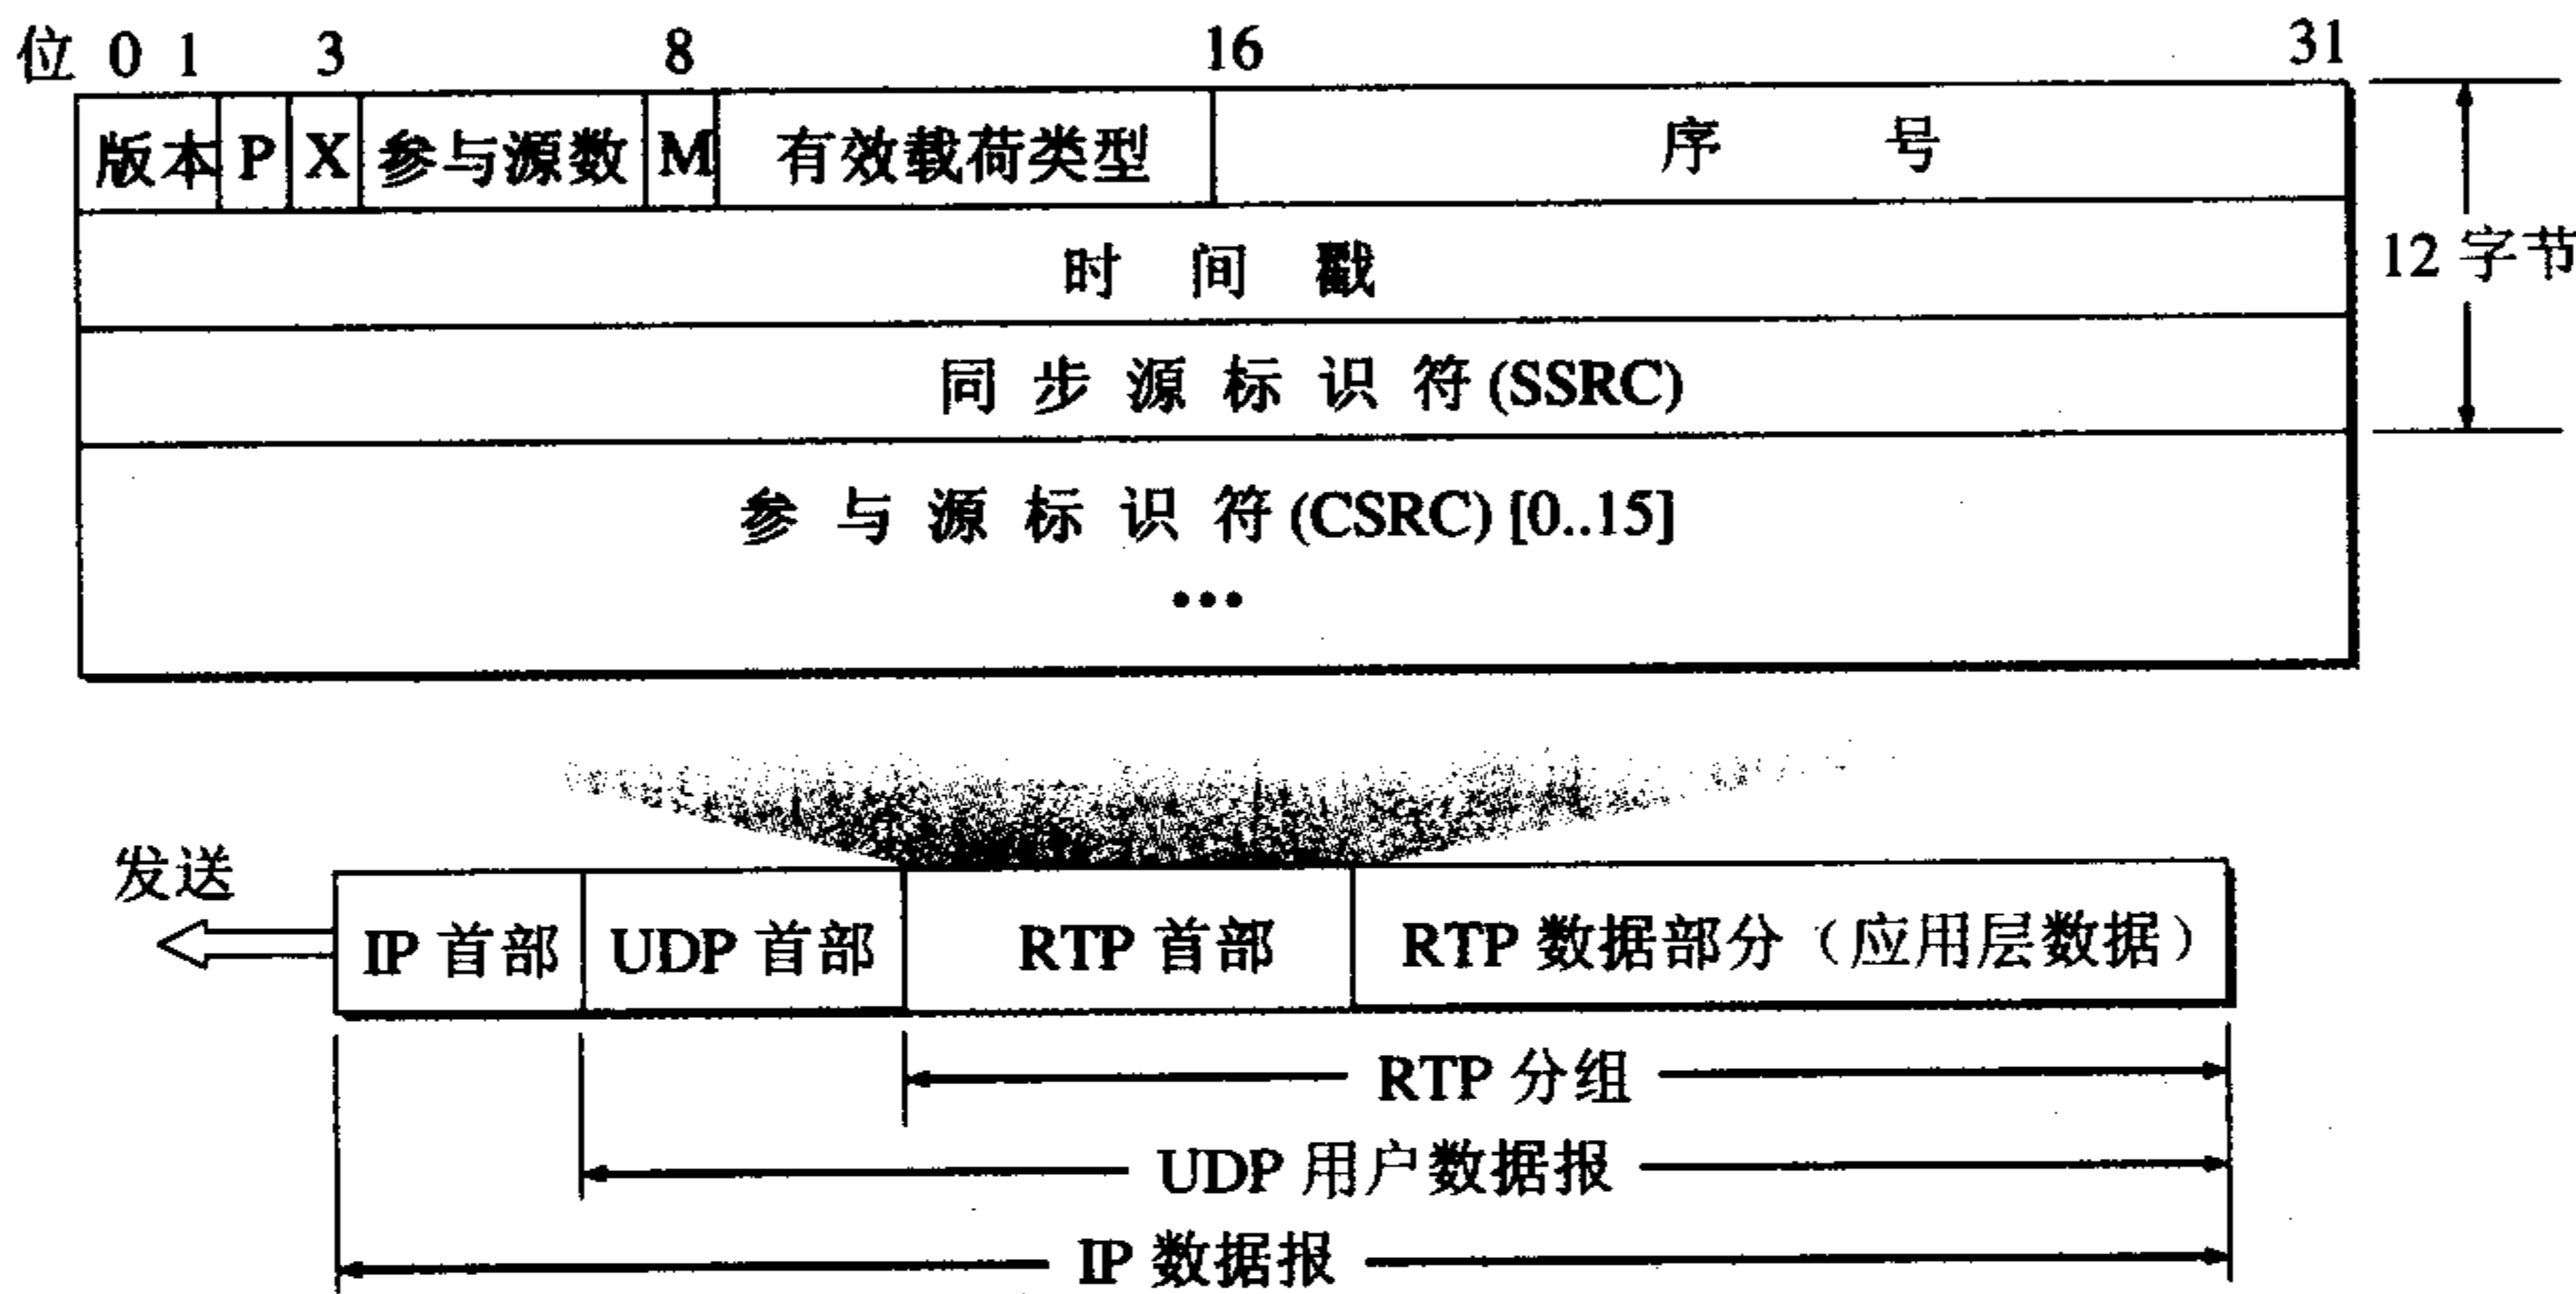 位 0 1 3 8 16 31
版本 P X 参与源数 M 有效载荷类型 序 号
时 间 戳
12 字节
同 步 源 标 识 符 (SSRC)
参 与 源 标 识 符 (CSRC) [0..15]
•••
发送
IP 首部 UDP 首部 RTP 首部 RTP 数据部分（应用层数据）
RTP 分组
UDP 用户数据报
IP 数据报